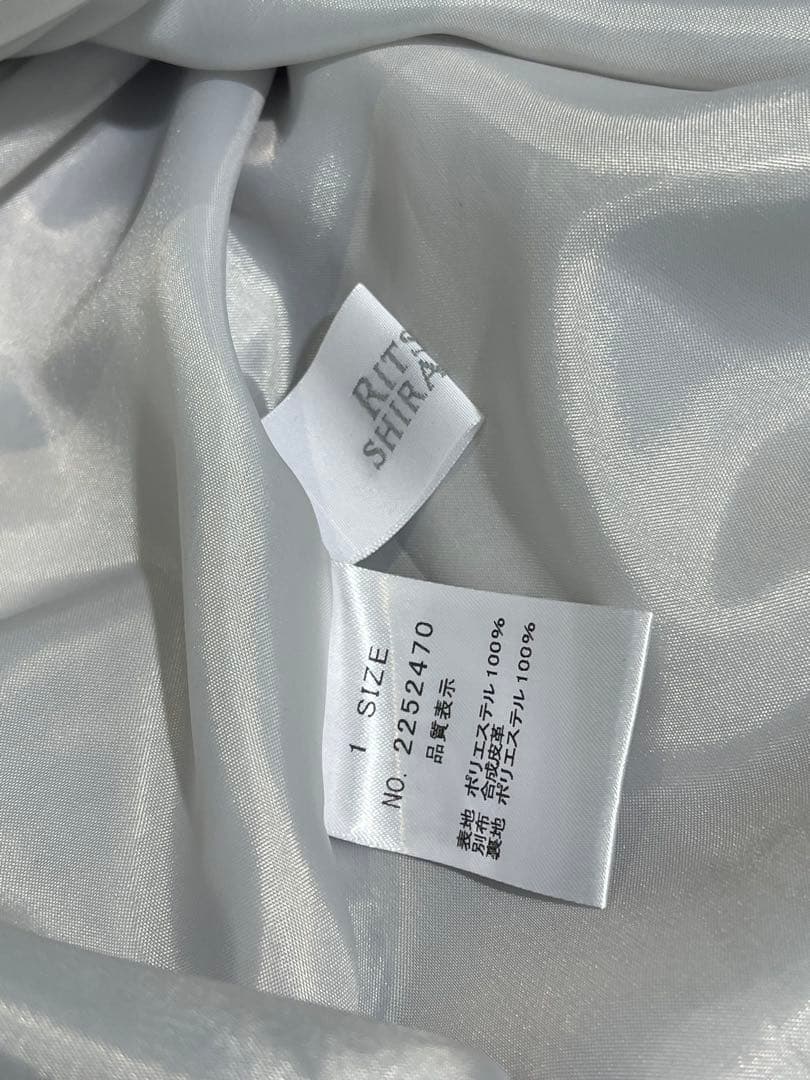 RITS
SHIRA
1 SIZE
NO. 2252470
品質表示
表地 ポリエステル100%
別布 合成皮革
裏地 ポリエステル100%